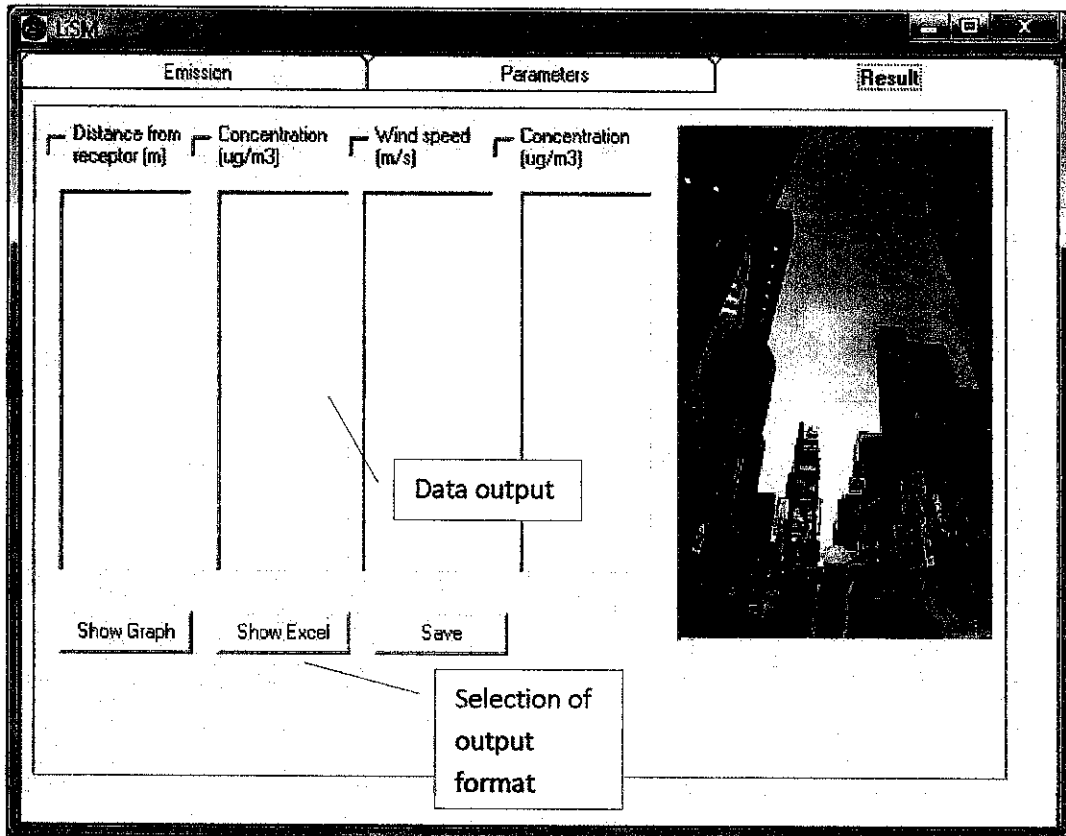 LiSM
Emission
Parameters
Result
Distance from
receptor (m)
Concentration
(ug/m3)
Wind speed
(m/s)
Concentration
(ug/m3)
Data output
Show Graph
Show Excel
Save
Selection of
output
format